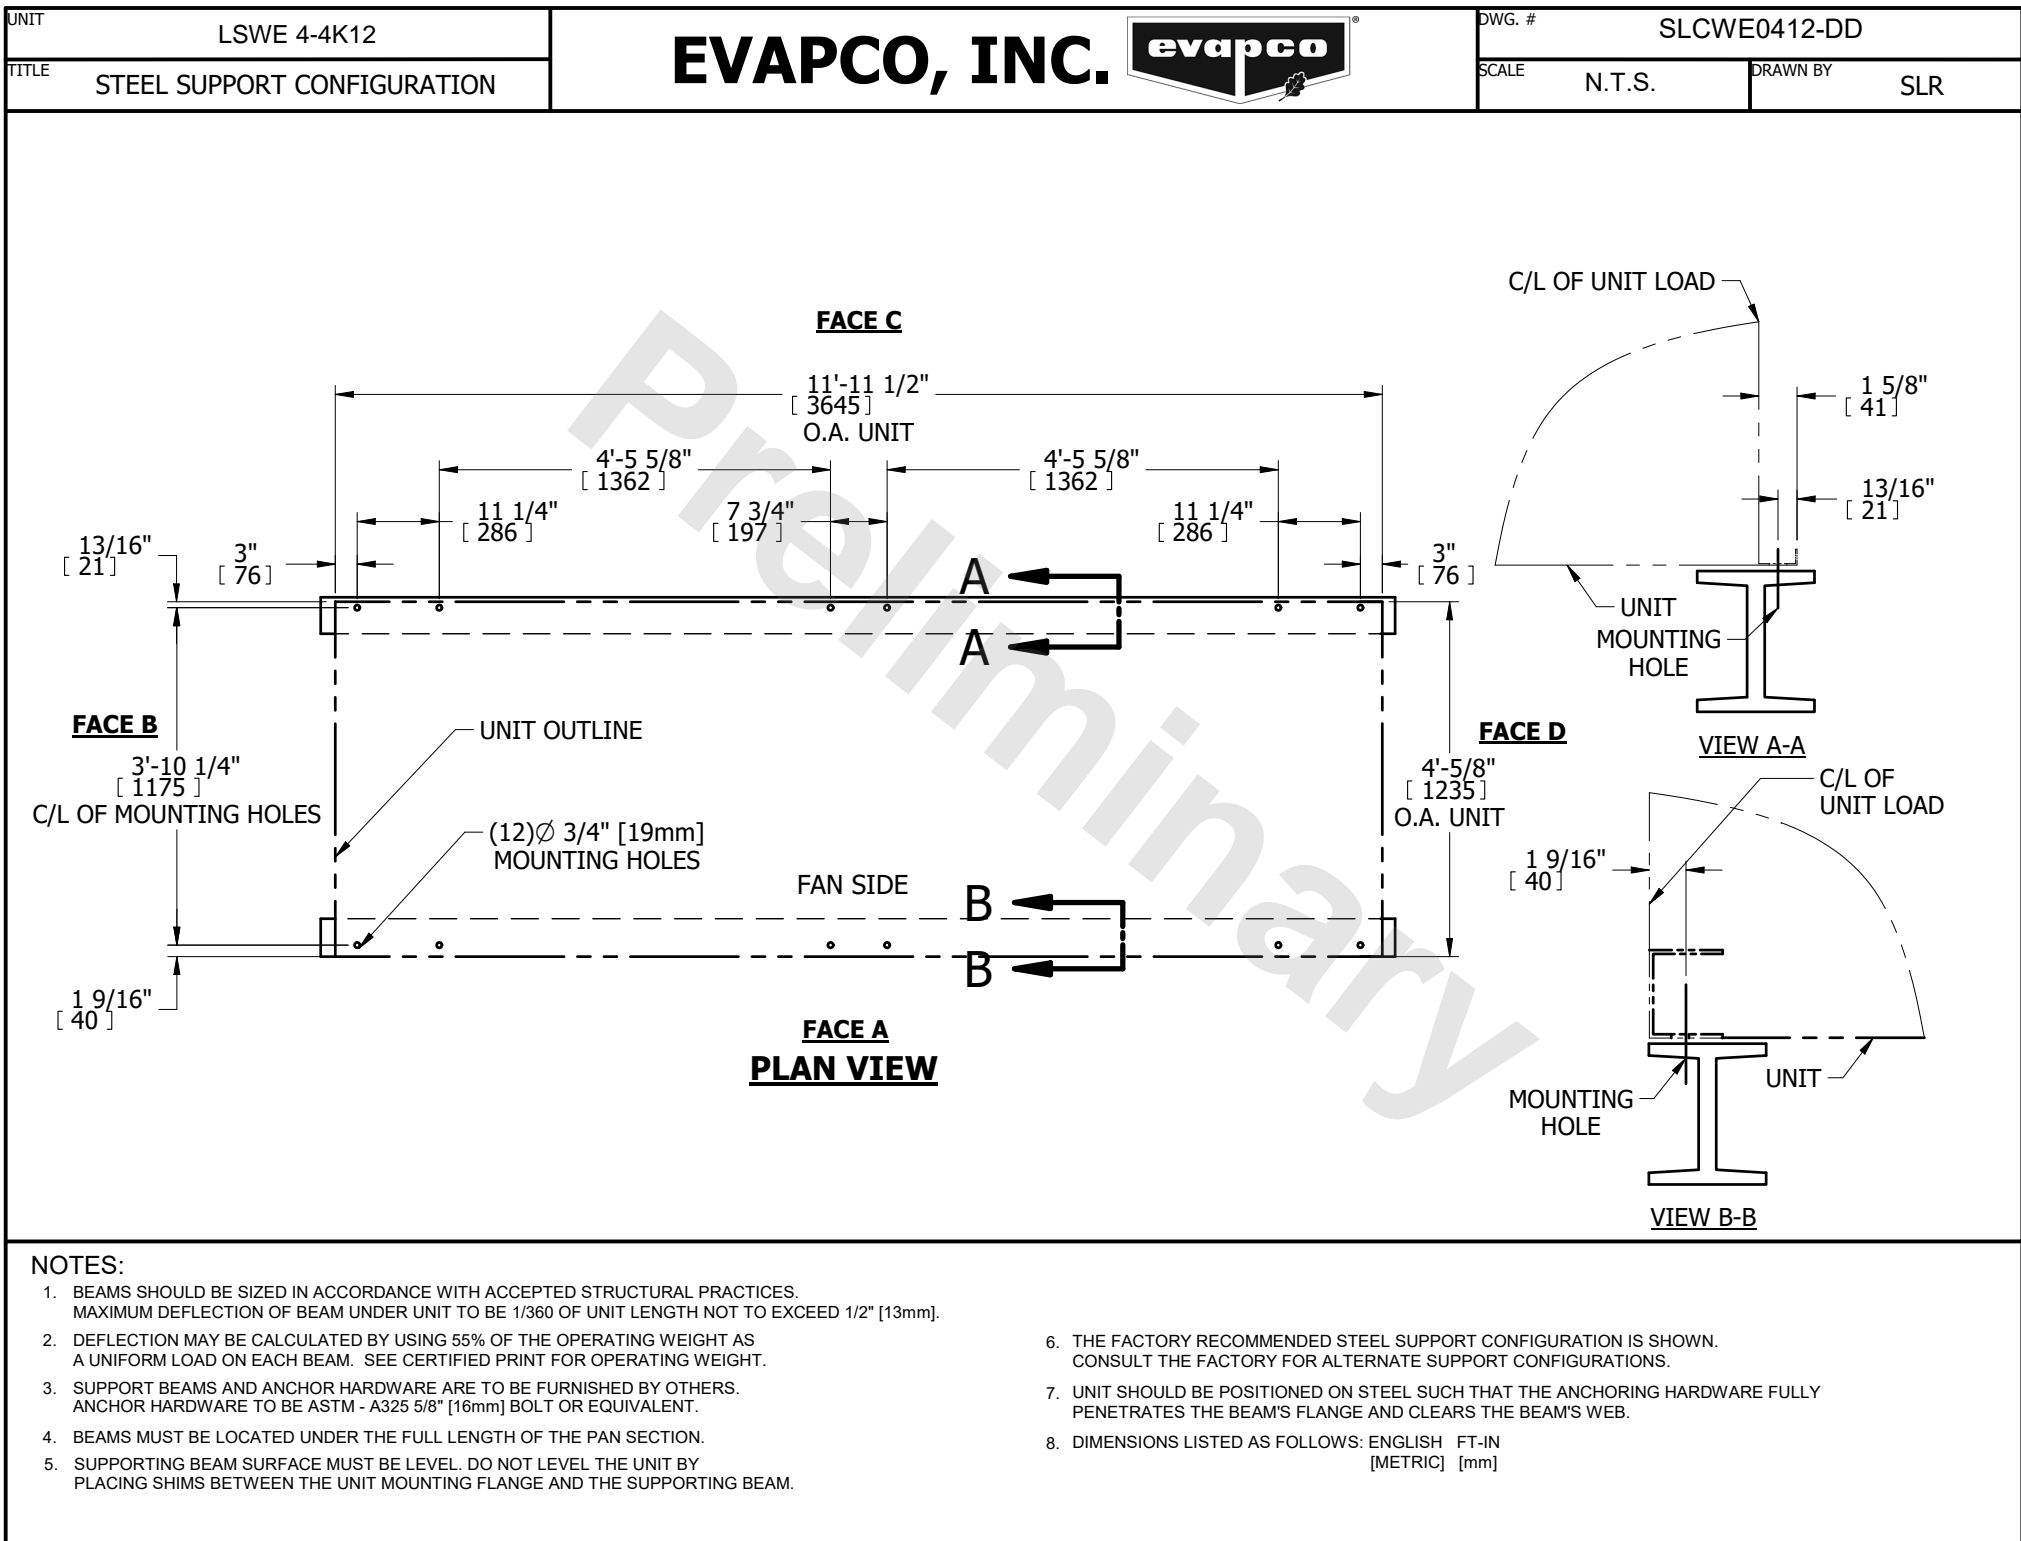 UNIT
LSWE 4-4K12
TITLE
STEEL SUPPORT CONFIGURATION
EVAPCO, INC.
evapco
®
DWG. #
SLCWE0412-DD
SCALE
N.T.S.
DRAWN BY
SLR
Preliminary
FACE C
11'-11 1/2"
[ 3645 ]
O.A. UNIT
4'-5 5/8"
[ 1362 ]
4'-5 5/8"
[ 1362 ]
11 1/4"
[ 286 ]
7 3/4"
[ 197 ]
11 1/4"
[ 286 ]
13/16"
[ 21 ]
3"
[ 76 ]
3"
[ 76 ]
A
A
FACE B
3'-10 1/4"
[ 1175 ]
C/L OF MOUNTING HOLES
UNIT OUTLINE
(12)Ø 3/4" [19mm]
MOUNTING HOLES
FAN SIDE
B
B
FACE D
4'-5/8"
[ 1235 ]
O.A. UNIT
1 9/16"
[ 40 ]
FACE A
PLAN VIEW
C/L OF UNIT LOAD
1 5/8"
[ 41 ]
13/16"
[ 21 ]
UNIT
MOUNTING
HOLE
VIEW A-A
C/L OF
UNIT LOAD
1 9/16"
[ 40 ]
UNIT
MOUNTING
HOLE
VIEW B-B
NOTES:
1. BEAMS SHOULD BE SIZED IN ACCORDANCE WITH ACCEPTED STRUCTURAL PRACTICES.
MAXIMUM DEFLECTION OF BEAM UNDER UNIT TO BE 1/360 OF UNIT LENGTH NOT TO EXCEED 1/2" [13mm].
2. DEFLECTION MAY BE CALCULATED BY USING 55% OF THE OPERATING WEIGHT AS
A UNIFORM LOAD ON EACH BEAM. SEE CERTIFIED PRINT FOR OPERATING WEIGHT.
3. SUPPORT BEAMS AND ANCHOR HARDWARE ARE TO BE FURNISHED BY OTHERS.
ANCHOR HARDWARE TO BE ASTM - A325 5/8" [16mm] BOLT OR EQUIVALENT.
4. BEAMS MUST BE LOCATED UNDER THE FULL LENGTH OF THE PAN SECTION.
5. SUPPORTING BEAM SURFACE MUST BE LEVEL. DO NOT LEVEL THE UNIT BY
PLACING SHIMS BETWEEN THE UNIT MOUNTING FLANGE AND THE SUPPORTING BEAM.
6. THE FACTORY RECOMMENDED STEEL SUPPORT CONFIGURATION IS SHOWN.
CONSULT THE FACTORY FOR ALTERNATE SUPPORT CONFIGURATIONS.
7. UNIT SHOULD BE POSITIONED ON STEEL SUCH THAT THE ANCHORING HARDWARE FULLY
PENETRATES THE BEAM'S FLANGE AND CLEARS THE BEAM'S WEB.
8. DIMENSIONS LISTED AS FOLLOWS: ENGLISH FT-IN
[METRIC] [mm]